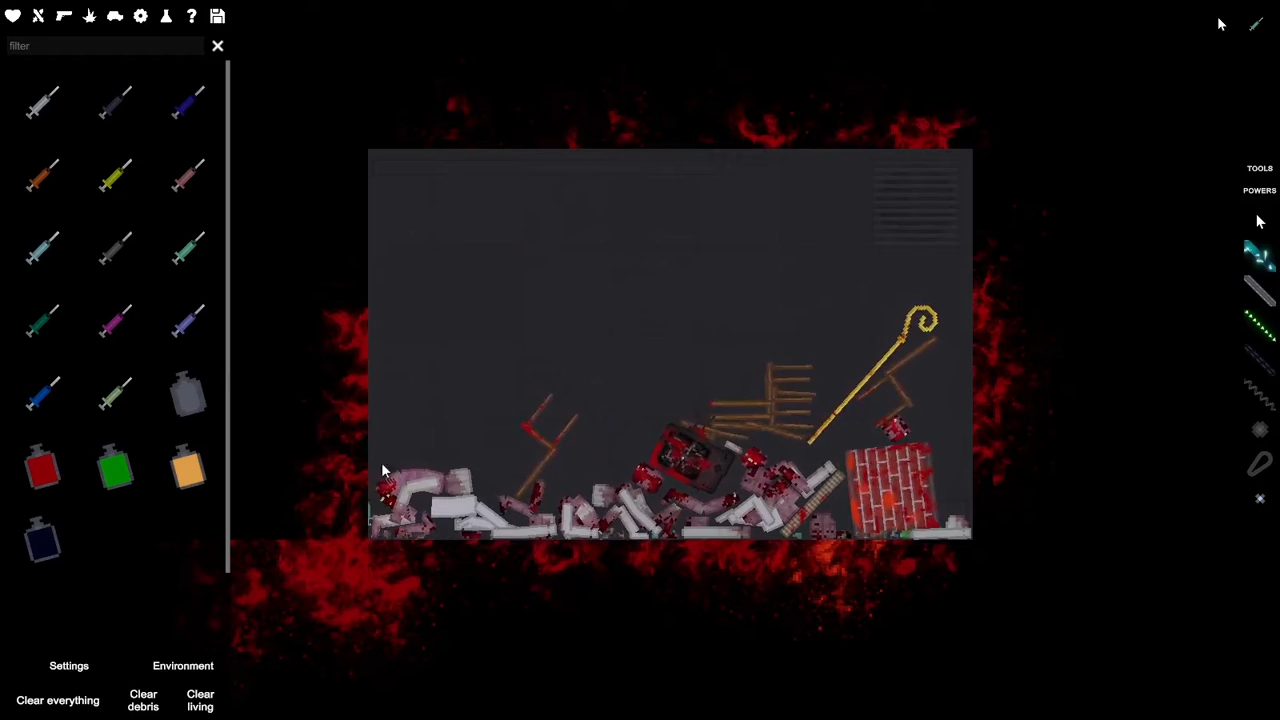 filter
TOOLS
POWERS
Settings
Environment
Clear everything
Clear
debris
Clear
living